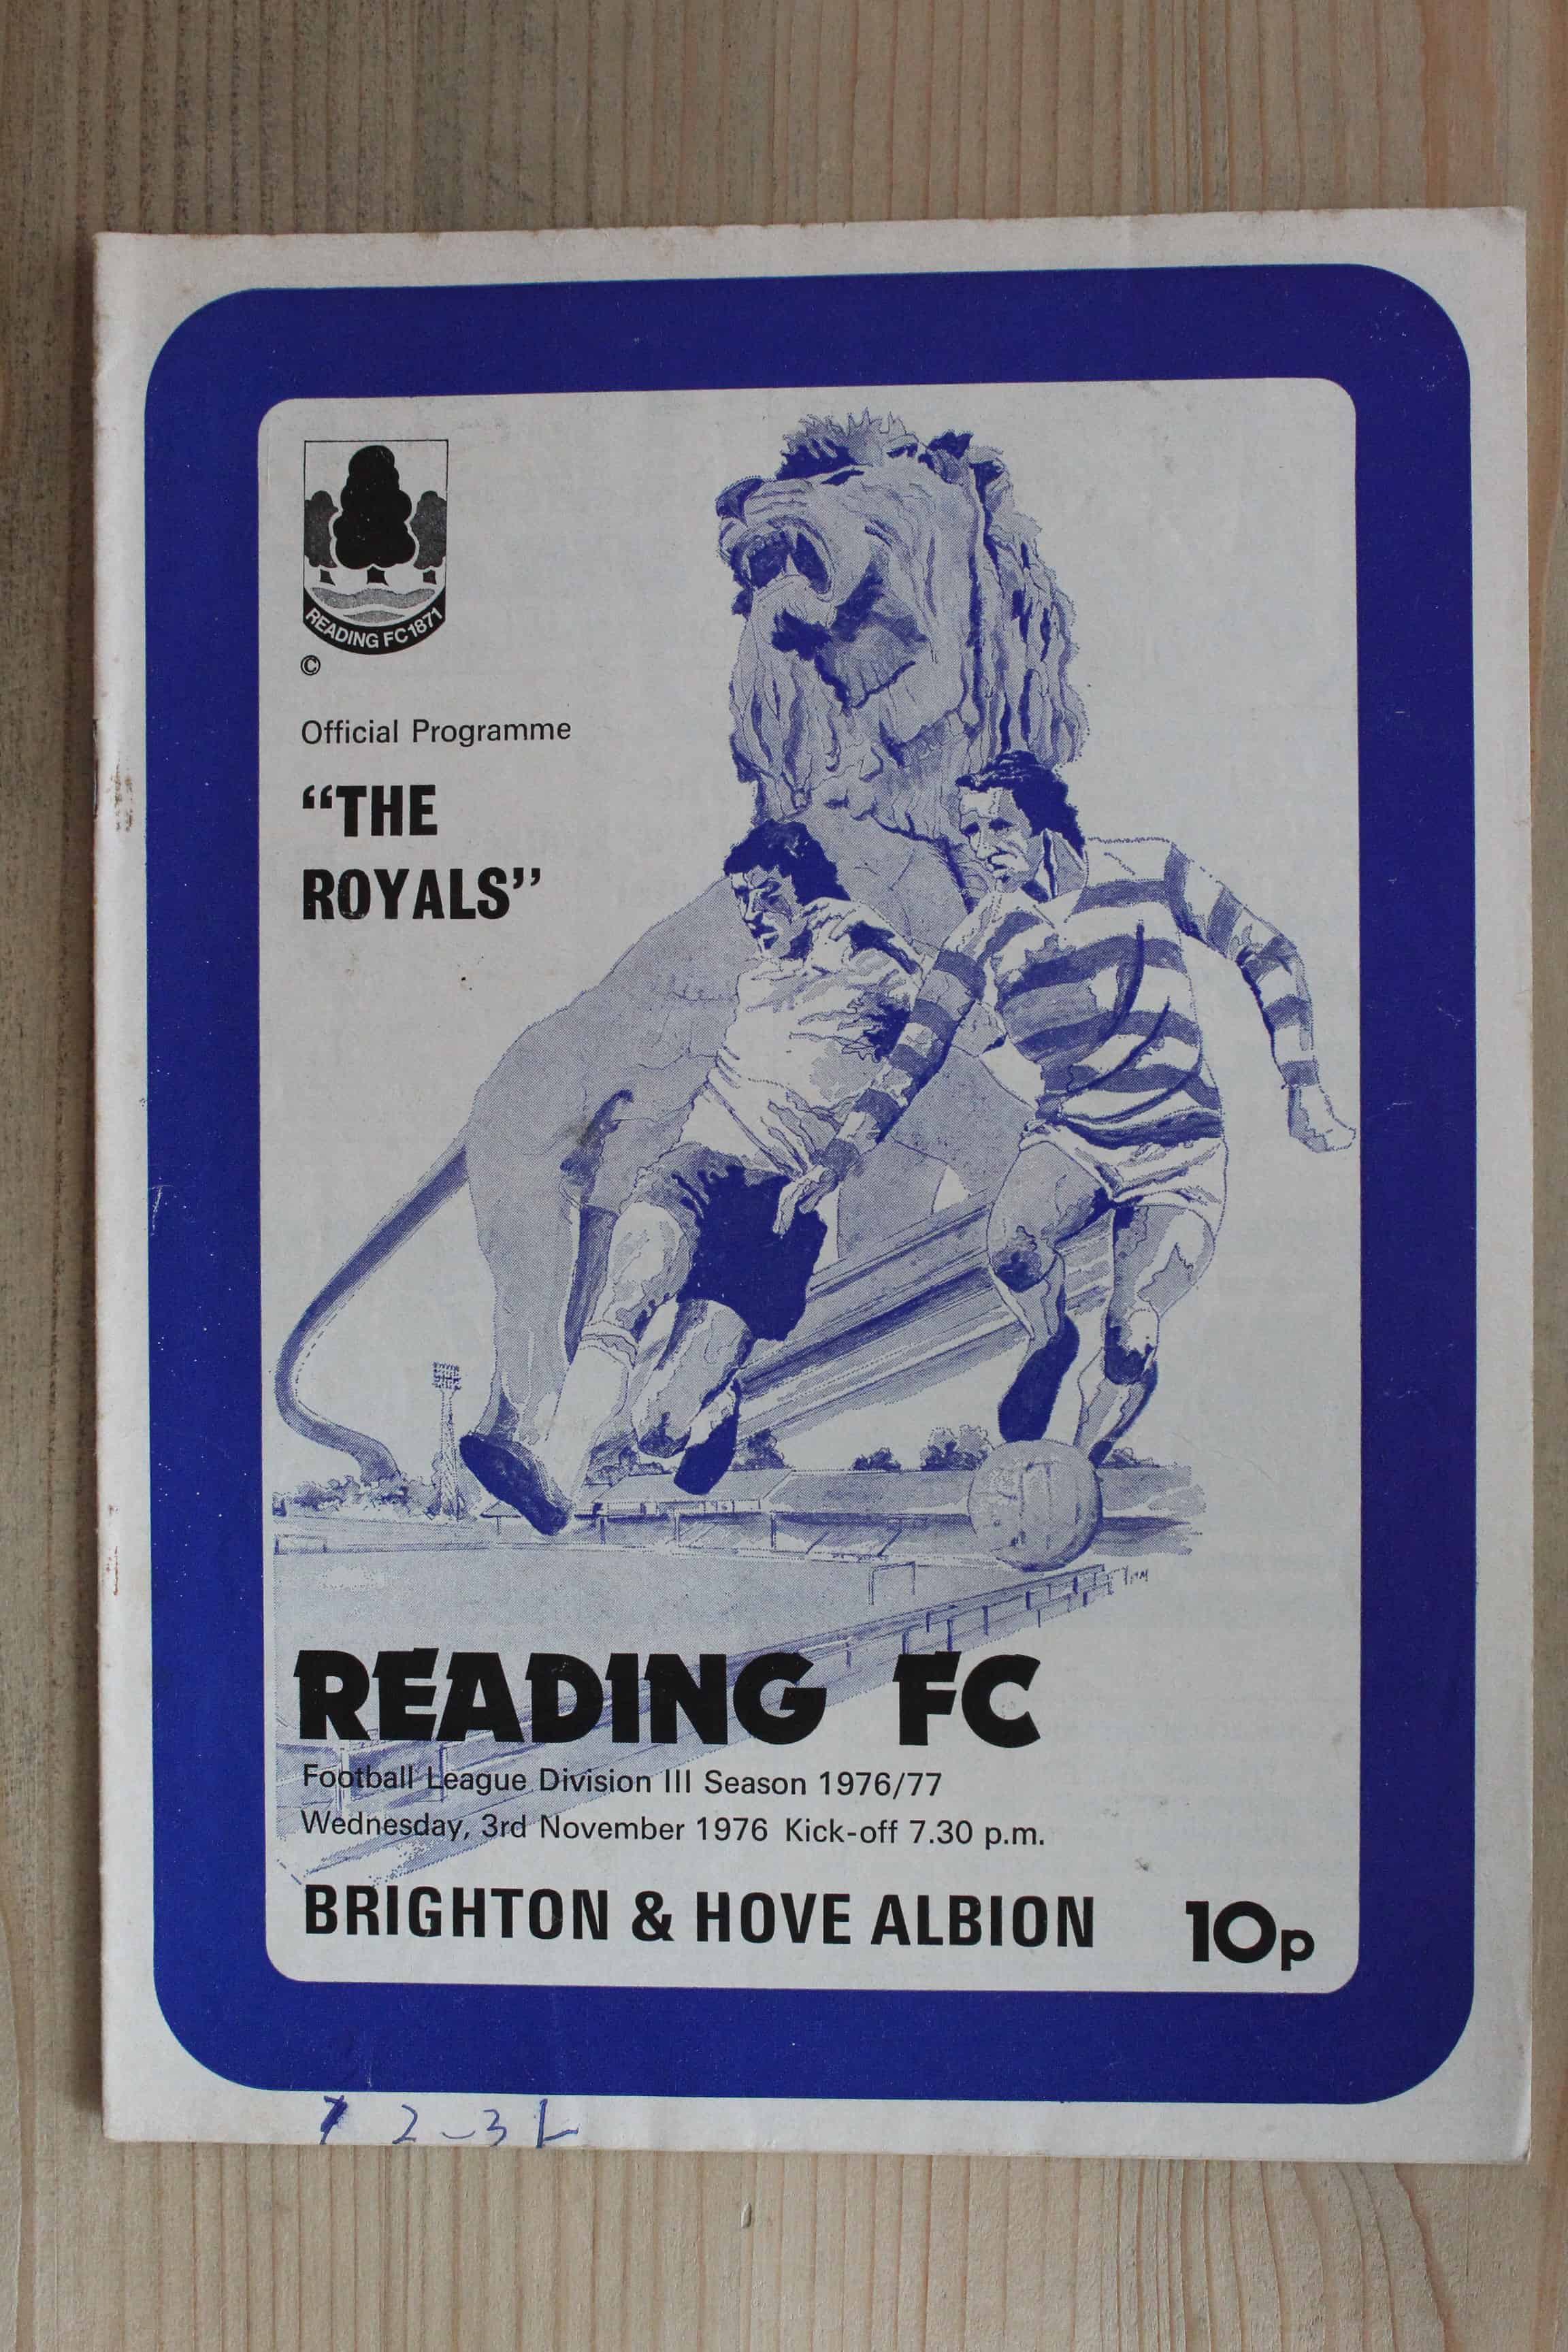 READING FC 1871
©
Official Programme
“THE
ROYALS”
READING FC
Football League Division III Season 1976/77
Wednesday, 3rd November 1976 Kick-off 7.30 p.m.
BRIGHTON & HOVE ALBION 10p
2-3 L